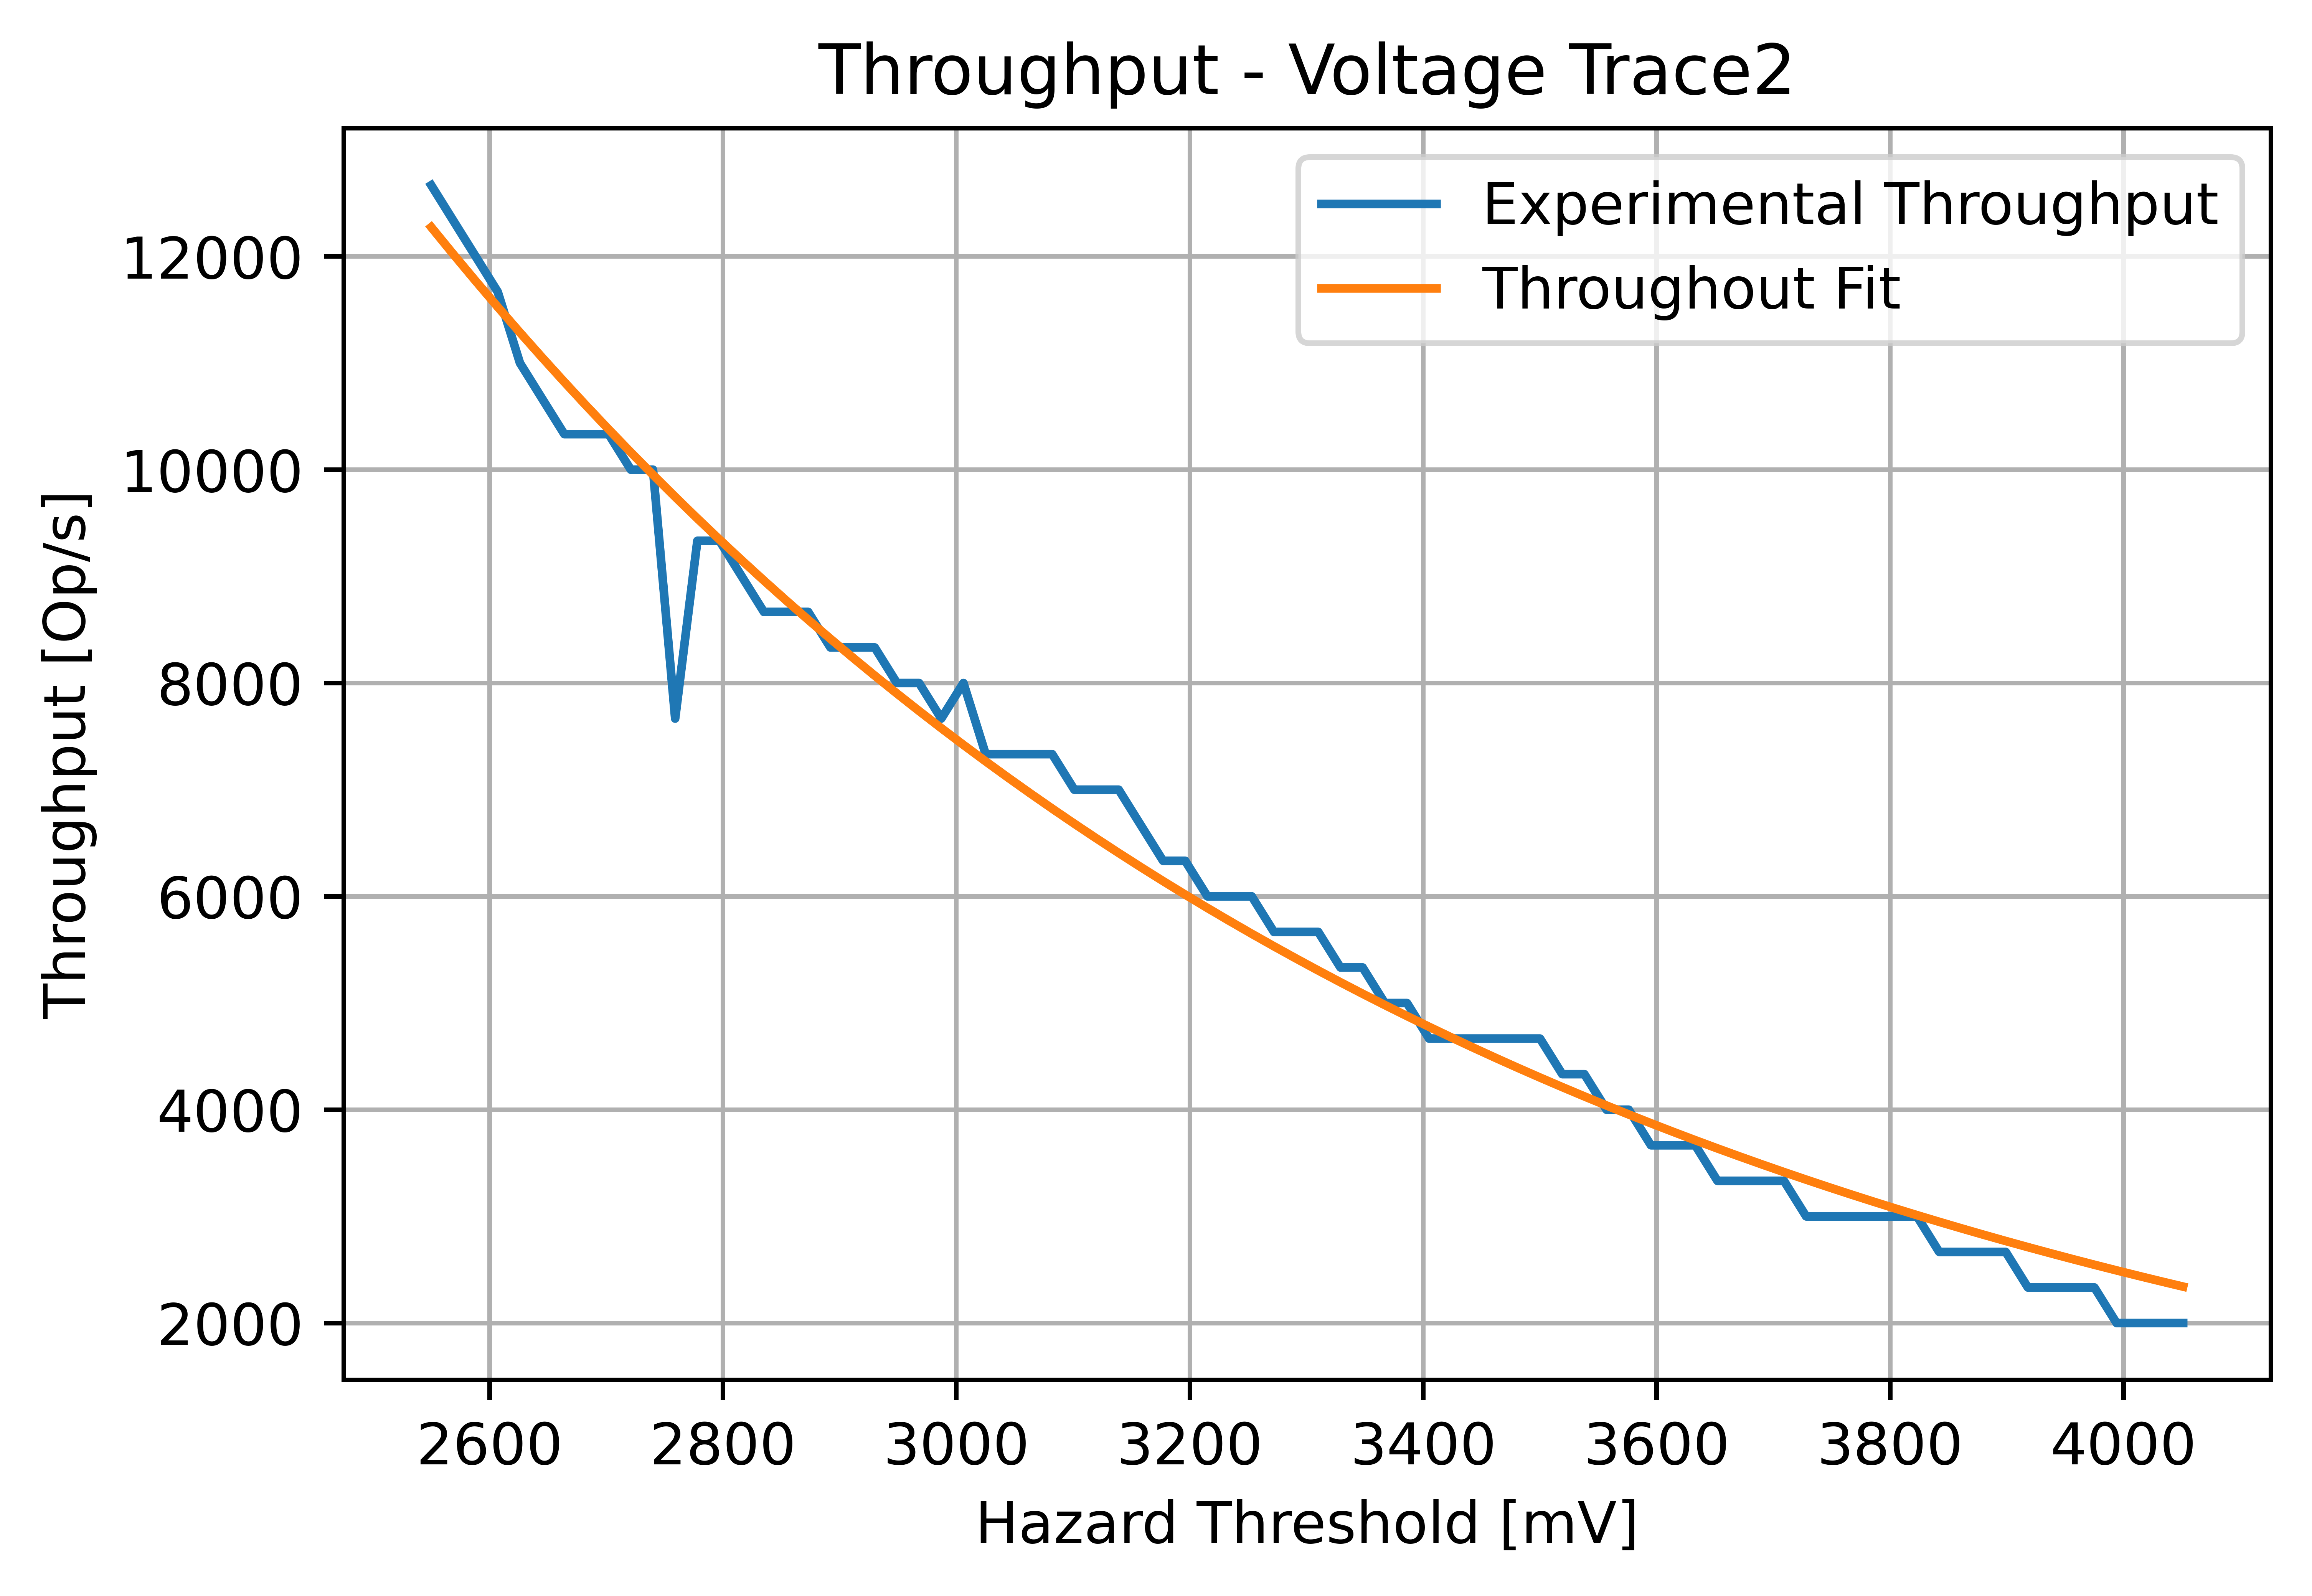 Throughput - Voltage Trace2
Experimental Throughput
Throughout Fit
Throughput [Op/s]
12000
10000
8000
6000
4000
2000
2600 2800 3000 3200 3400 3600 3800 4000
Hazard Threshold [mV]